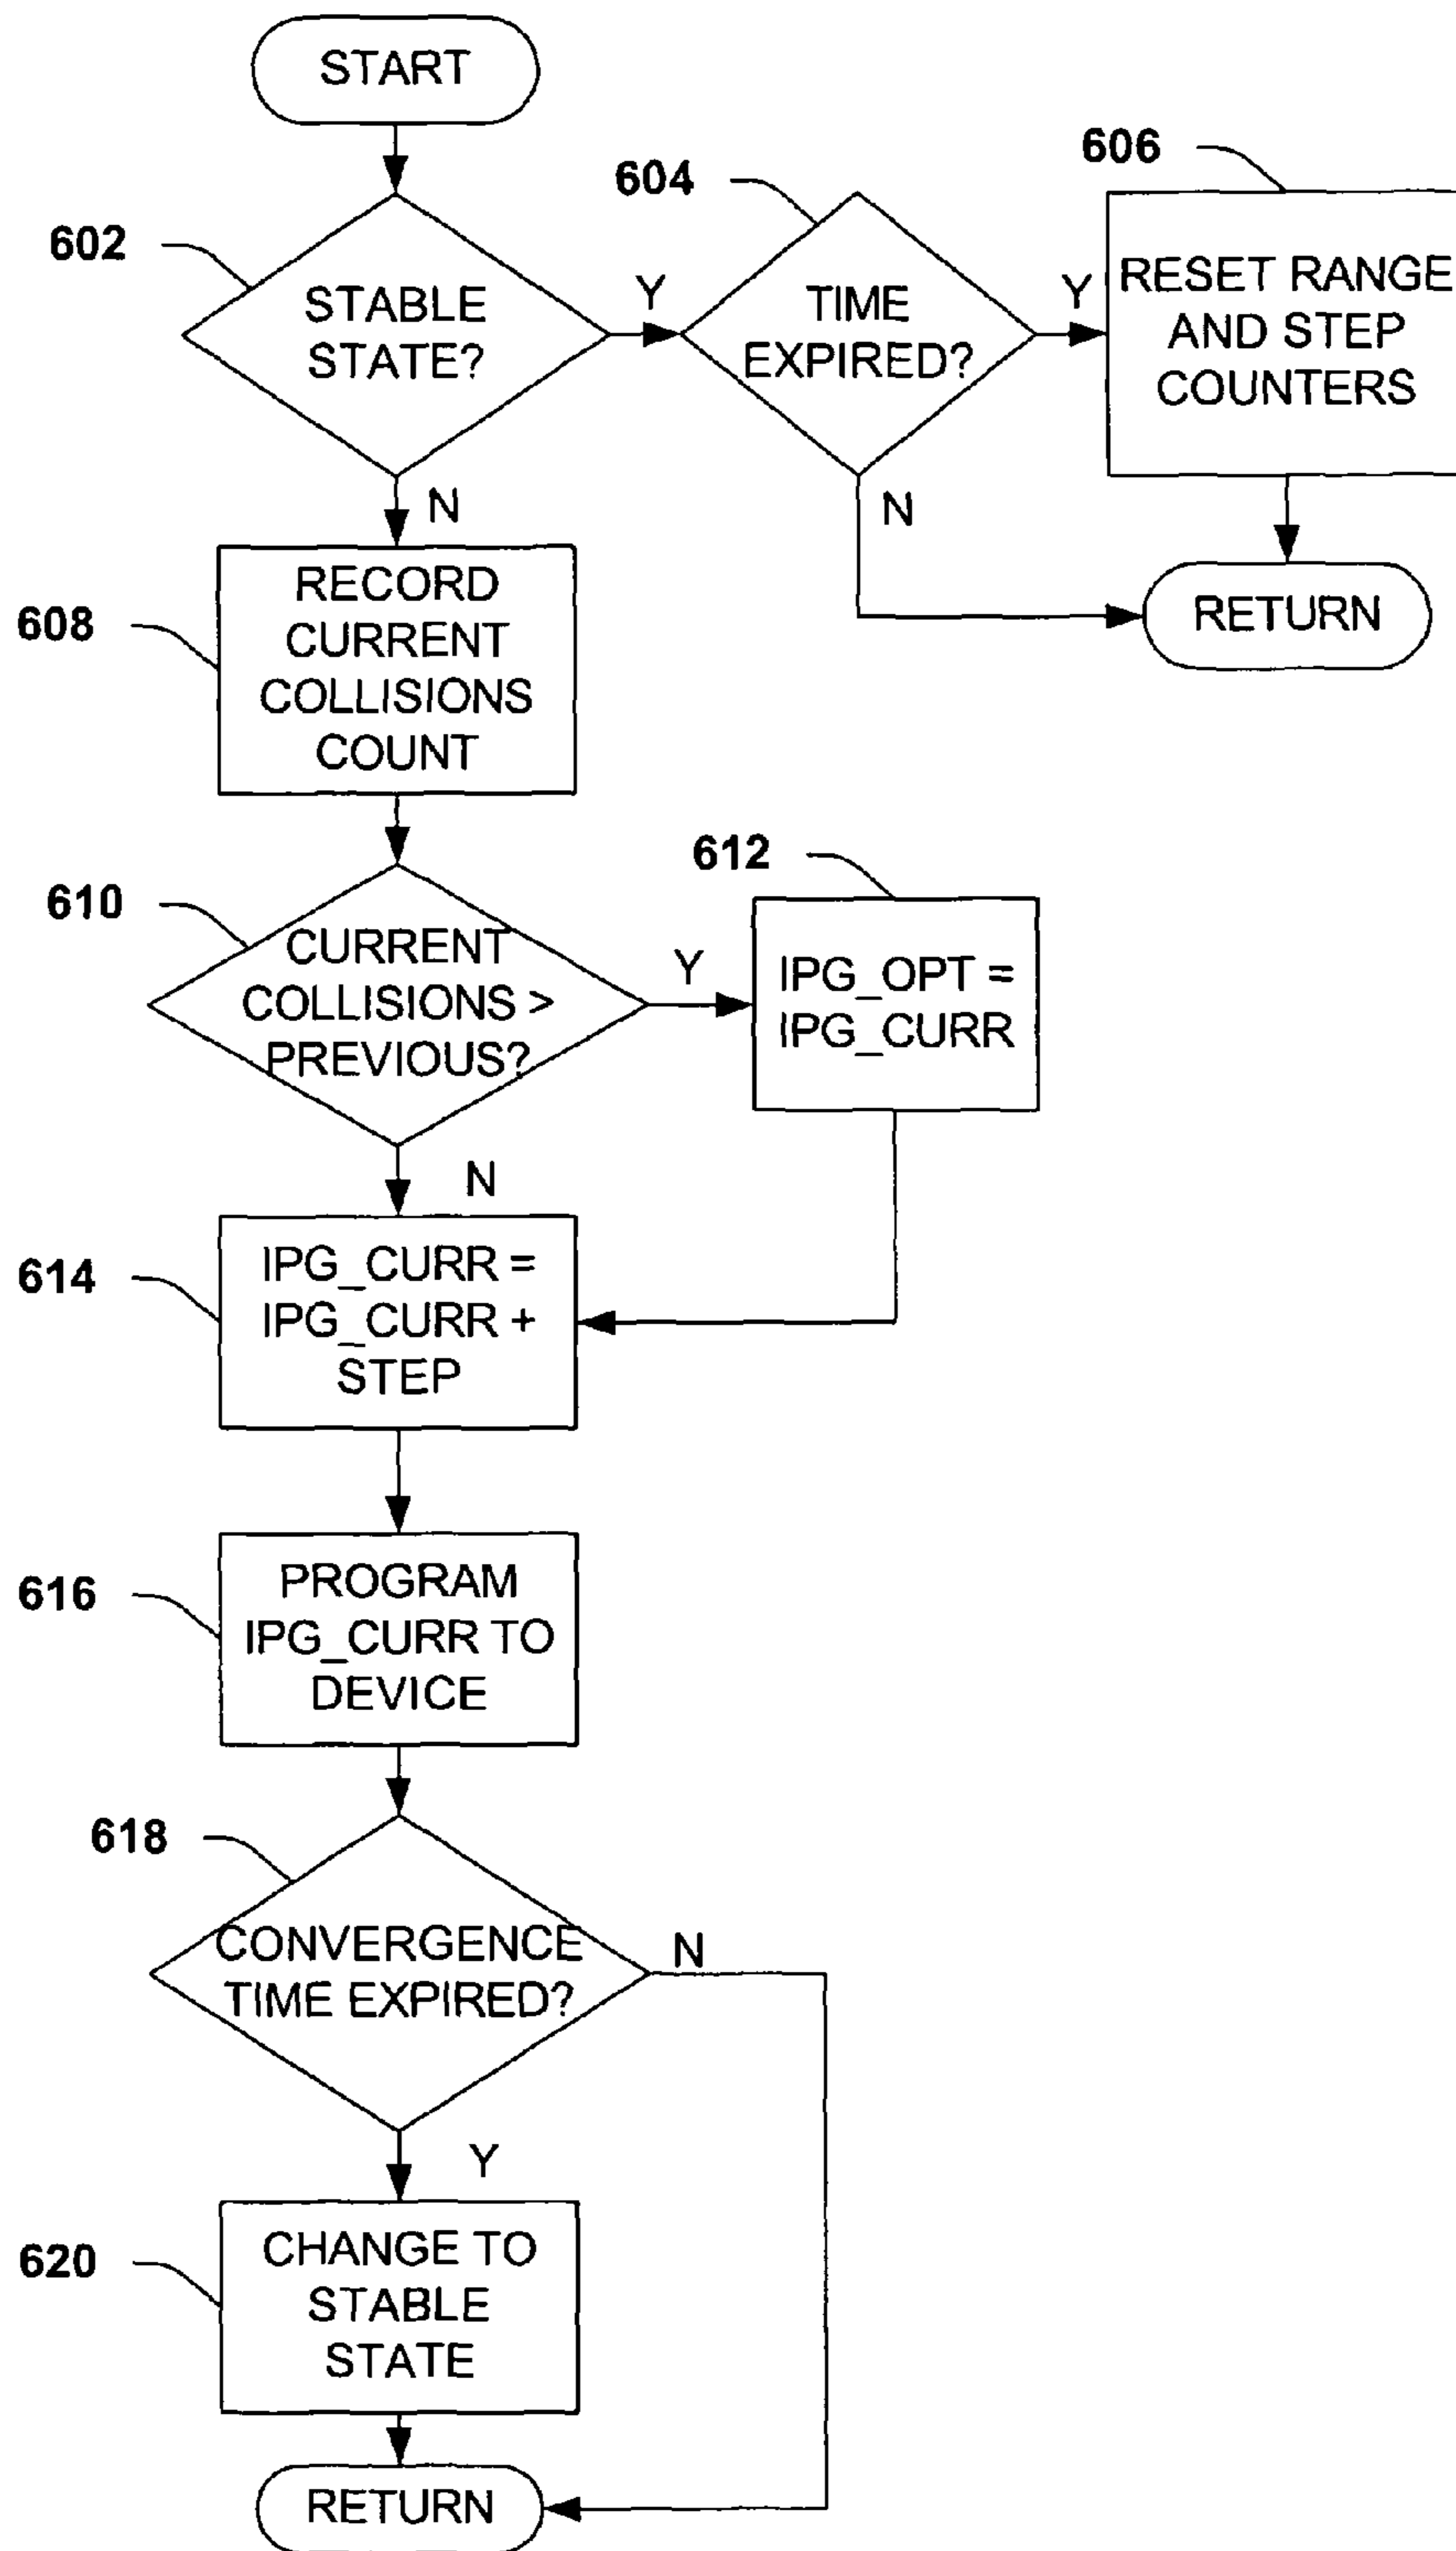 START
606
604
602
STABLE
STATE?
Y
TIME
EXPIRED?
Y
RESET RANGE
AND STEP
COUNTERS
N
N
RETURN
608
RECORD
CURRENT
COLLISIONS
COUNT
612
610
CURRENT
COLLISIONS >
PREVIOUS?
Y
IPG_OPT =
IPG_CURR
N
614
IPG_CURR =
IPG_CURR +
STEP
616
PROGRAM
IPG_CURR TO
DEVICE
618
CONVERGENCE
TIME EXPIRED?
N
Y
620
CHANGE TO
STABLE
STATE
RETURN